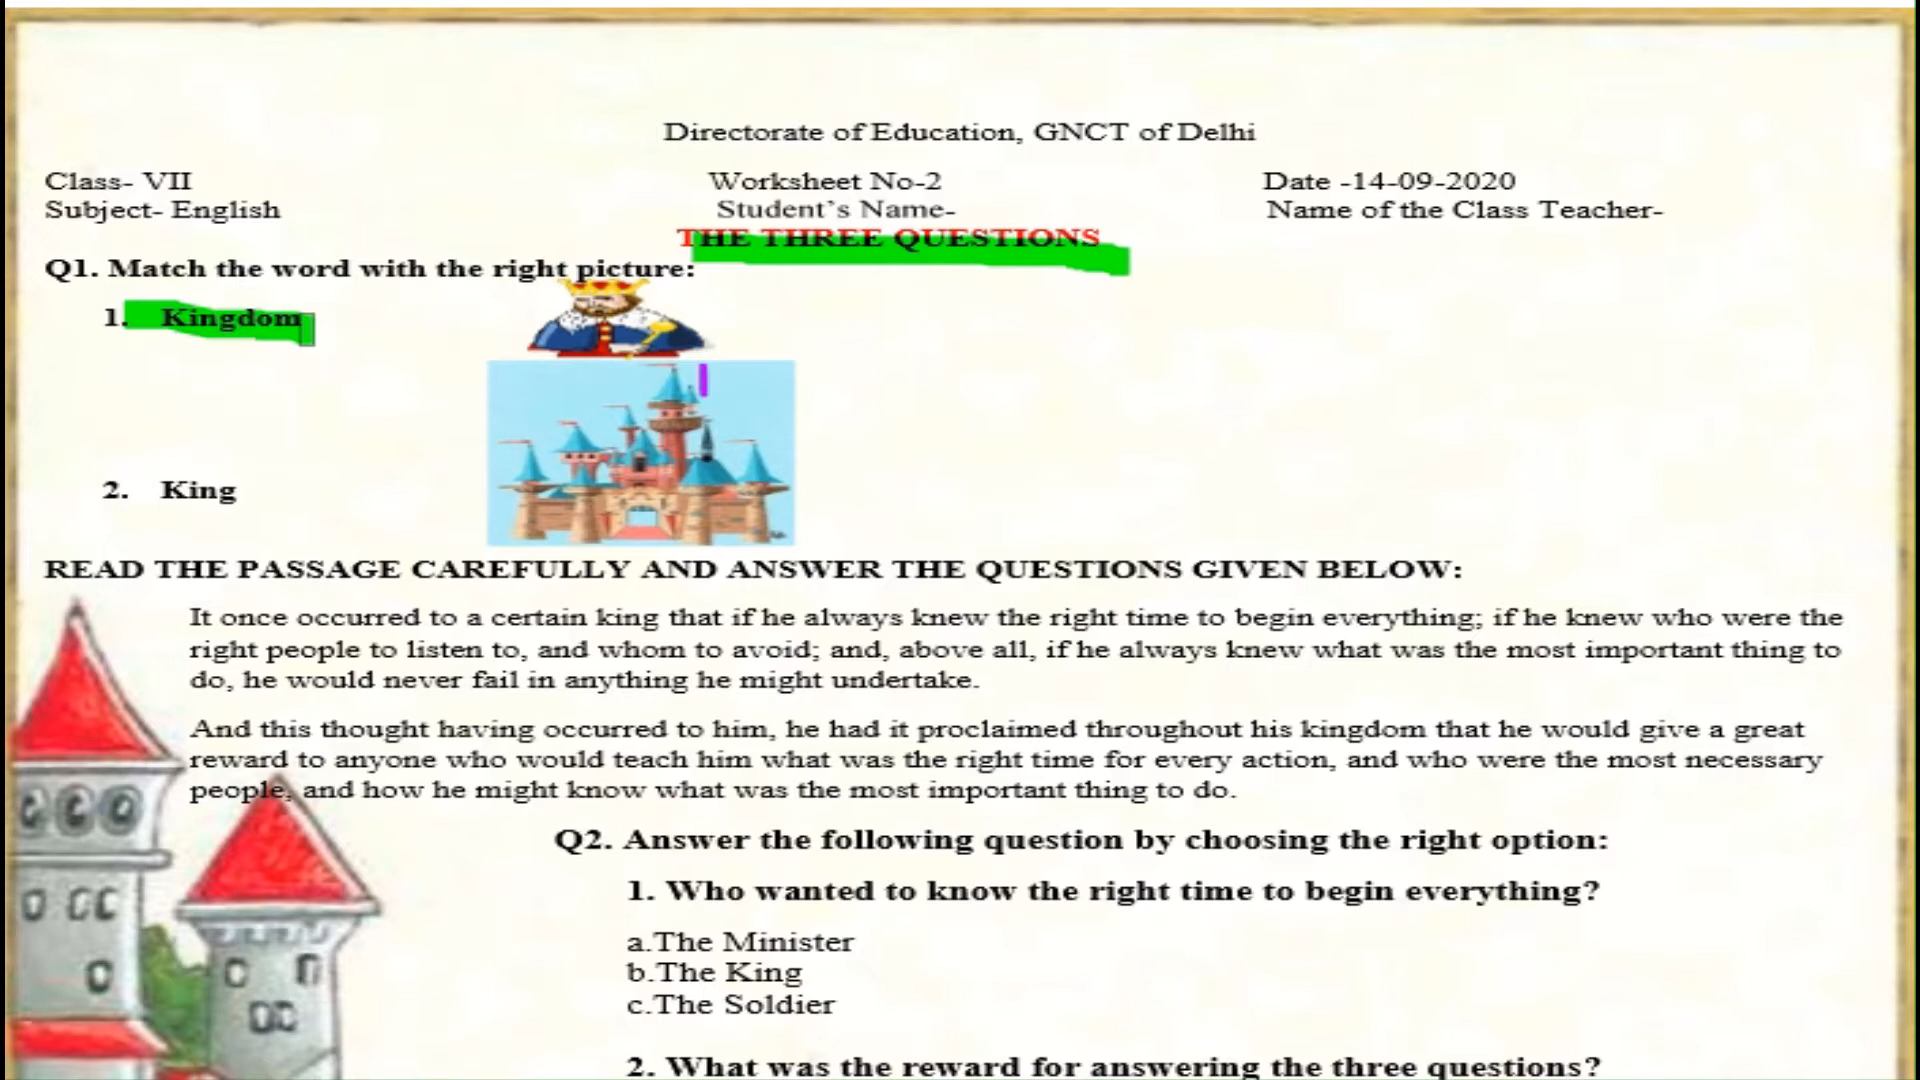 Directorate of Education, GNCT of Delhi
Class- VII Worksheet No-2 Date -14-09-2020
Subject- English Student's Name- Name of the Class Teacher-
THE THREE QUESTIONS
Q1. Match the word with the right picture:
1. Kingdom
2. King
READ THE PASSAGE CAREFULLY AND ANSWER THE QUESTIONS GIVEN BELOW:
It once occurred to a certain king that if he always knew the right time to begin everything; if he knew who were the
right people to listen to, and whom to avoid; and, above all, if he always knew what was the most important thing to
do, he would never fail in anything he might undertake.
And this thought having occurred to him, he had it proclaimed throughout his kingdom that he would give a great
reward to anyone who would teach him what was the right time for every action, and who were the most necessary
people, and how he might know what was the most important thing to do.
Q2. Answer the following question by choosing the right option:
1. Who wanted to know the right time to begin everything?
a.The Minister
b.The King
c.The Soldier
2. What was the reward for answering the three questions?